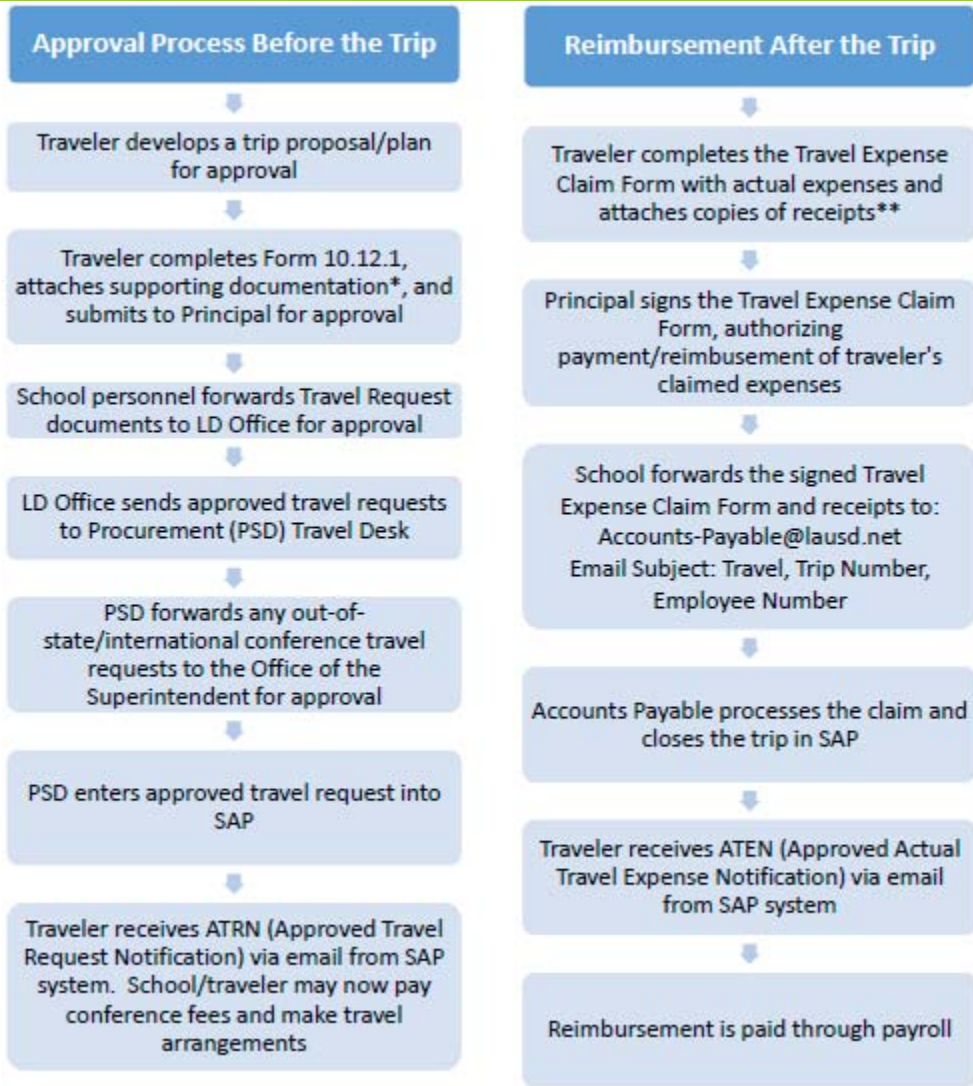 Approval Process Before the Trip
Traveler develops a trip proposal/plan
for approval
Traveler completes Form 10.12.1,
attaches supporting documentation*, and
submits to Principal for approval
School personnel forwards Travel Request
documents to LD Office for approval
LD Office sends approved travel requests
to Procurement (PSD) Travel Desk
PSD forwards any out-of-
state/international conference travel
requests to the Office of the
Superintendent for approval
PSD enters approved travel request into
SAP
Traveler receives ATRN (Approved Travel
Request Notification) via email from SAP
system.  School/traveler may now pay
conference fees and make travel
arrangements
Reimbursement After the Trip
Traveler completes the Travel Expense
Claim Form with actual expenses and
attaches copies of receipts**
Principal signs the Travel Expense Claim
Form, authorizing
payment/reimbusement of traveler's
claimed expenses
School forwards the signed Travel
Expense Claim Form and receipts to:
Accounts-Payable@lausd.net
Email Subject: Travel, Trip Number,
Employee Number
Accounts Payable processes the claim and
closes the trip in SAP
Traveler receives ATEN (Approved Actual
Travel Expense Notification) via email
from SAP system
Reimbursement is paid through payroll